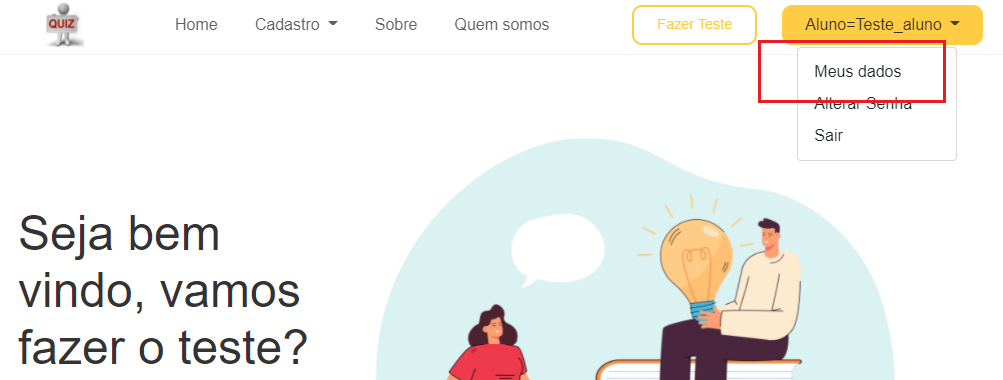 QUIZ
Home Cadastro Sobre Quem somos Fazer Teste Aluno=Teste_aluno
Meus dados
Alterar Senha
Sair
Seja bem
vindo, vamos
fazer o teste?